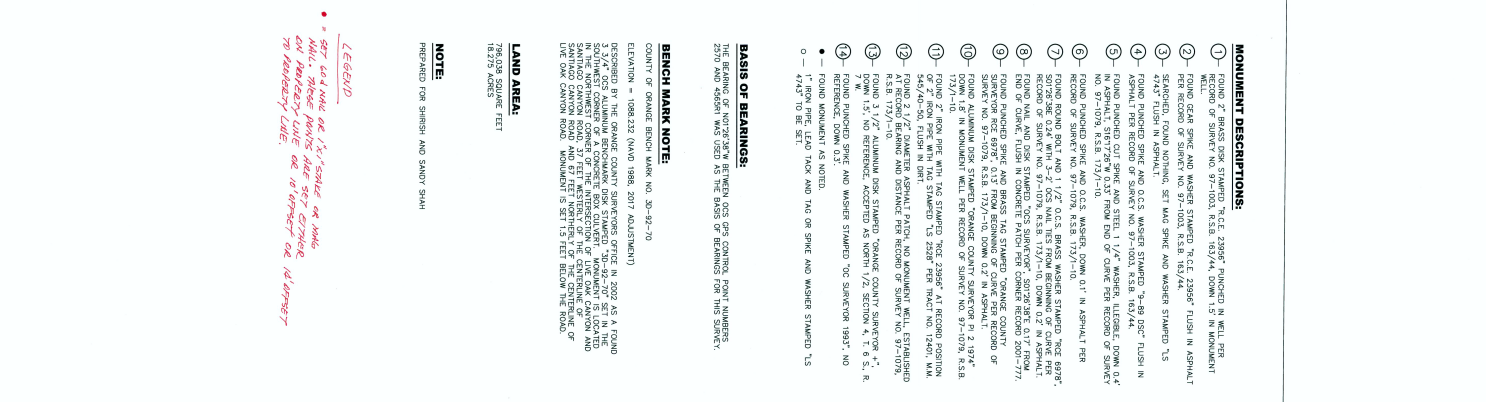 MONUMENT DESCRIPTIONS:
1 — FOUND 2" BRASS DISK STAMPED "R.C.E. 23956" PUNCHED IN WELL PER
RECORD OF SURVEY NO. 97-1003, R.S.B. 163/44, DOWN 1.5' IN MONUMENT
WELL.
2 — FOUND GEAR SPIKE AND WASHER STAMPED "R.C.E. 23956" FLUSH IN ASPHALT
PER RECORD OF SURVEY NO. 97-1003, R.S.B. 163/44.
3 — SEARCHED, FOUND NOTHING, SET MAG SPIKE AND WASHER STAMPED "LS
4743" FLUSH IN ASPHALT.
4 — FOUND PUNCHED SPIKE AND O.C.S. WASHER STAMPED "9-89 DSC" FLUSH IN
ASPHALT PER RECORD OF SURVEY NO. 97-1003, R.S.B. 163/44.
5 — FOUND PUNCHED CUT SPIKE AND STEEL 1 1/4" WASHER, ILLEGIBLE, DOWN 0.4'
IN ASPHALT, S16°17'26"W 0.33' FROM END OF CURVE PER RECORD OF SURVEY
NO. 97-1079, R.S.B. 173/1-10.
6 — FOUND PUNCHED SPIKE AND O.C.S. WASHER, DOWN 0.1' IN ASPHALT PER
RECORD OF SURVEY NO. 97-1079, R.S.B. 173/1-10.
7 — FOUND ROUND BOLT AND 1 1/2" O.C.S. BRASS WASHER STAMPED "RCE 6978",
S01°26'39E 0.24' WITH 3-2' OCS NAIL TIES FROM BEGINNING OF CURVE PER
RECORD OF SURVEY NO. 97-1079, R.S.B. 173/1-10, DOWN 0.2' IN ASPHALT.
8 — FOUND NAIL AND DISK STAMPED "OCS SURVEYOR", S01°26'38"E 0.17' FROM
END OF CURVE, FLUSH IN CONCRETE PATCH PER CORNER RECORD 2001-777.
9 — FOUND PUNCHED SPIKE AND BRASS TAG STAMPED "ORANGE COUNTY
SURVEYOR RCE 6978", 0.13' FROM BEGINNING OF CURVE PER RECORD OF
SURVEY NO. 97-1079, R.S.B. 173/1-10, DOWN 0.2' IN ASPHALT.
10 — FOUND ALUMINUM DISK STAMPED "ORANGE COUNTY SURVEYOR PI 2 1974"
DOWN 1.8' IN MONUMENT WELL PER RECORD OF SURVEY NO. 97-1079, R.S.B.
173/1-10.
11 — FOUND 2" IRON PIPE WITH TAG STAMPED "RCE 23956" AT RECORD POSITION
OF 2" IRON PIPE WITH TAG STAMPED "LS 2528" PER TRACT NO. 12401, M.M.
545/40-50, FLUSH IN DIRT.
12 — FOUND 2 1/2" DIAMETER ASPHALT PATCH, NO MONUMENT WELL, ESTABLISHED
AT RECORD BEARING AND DISTANCE PER RECORD OF SURVEY NO. 97-1079,
R.S.B. 173/1-10.
13 — FOUND 3 1/2" ALUMINUM DISK STAMPED "ORANGE COUNTY SURVEYOR +",
DOWN 1.5', NO REFERENCE, ACCEPTED AS NORTH 1/2, SECTION 4, T. 6 S., R.
7 W.
14 — FOUND PUNCHED SPIKE AND WASHER STAMPED "OC SURVEYOR 1993", NO
REFERENCE, DOWN 0.3'.
● — FOUND MONUMENT AS NOTED.
○ — 1" IRON PIPE, LEAD TACK AND TAG OR SPIKE AND WASHER STAMPED "LS
4743" TO BE SET.
BASIS OF BEARINGS:
THE BEARING OF N01°26'38"W BETWEEN OCS GPS CONTROL POINT NUMBERS
2570 AND 4565R1 WAS USED AS THE BASIS OF BEARINGS FOR THIS SURVEY.
BENCH MARK NOTE:
COUNTY OF ORANGE BENCH MARK NO. 3D-92-70
ELEVATION = 1088.232 (NAVD 1988, 2017 ADJUSTMENT)
DESCRIBED BY THE ORANGE COUNTY SURVEYORS OFFICE IN 2002 AS A FOUND
3 3/4" OCS ALUMINUM BENCHMARK DISK STAMPED "3D-92-70" SET IN THE
SOUTHWEST CORNER OF A CONCRETE BOX CULVERT. MONUMENT IS LOCATED
IN THE NORTHWEST CORNER OF THE INTERSECTION OF LIVE OAK CANYON AND
SANTIAGO CANYON ROAD, 37 FEET WESTERLY OF THE CENTERLINE OF
SANTIAGO CANYON ROAD AND 67 FEET NORTHERLY OF THE CENTERLINE OF
LIVE OAK CANYON ROAD. MONUMENT IS SET 1.5 FEET BELOW THE ROAD.
LAND AREA:
796,038 SQUARE FEET
18.275 ACRES
NOTE:
PREPARED FOR SHIRISH AND SANDY SHAH
LEGEND
● = SET 60d NAIL OR 1"X1" STAKE OR MAG
NAIL. THESE POINTS ARE SET EITHER
ON PROPERTY LINE OR 10' OFFSET OR 12' OFFSET
TO PROPERTY LINE.